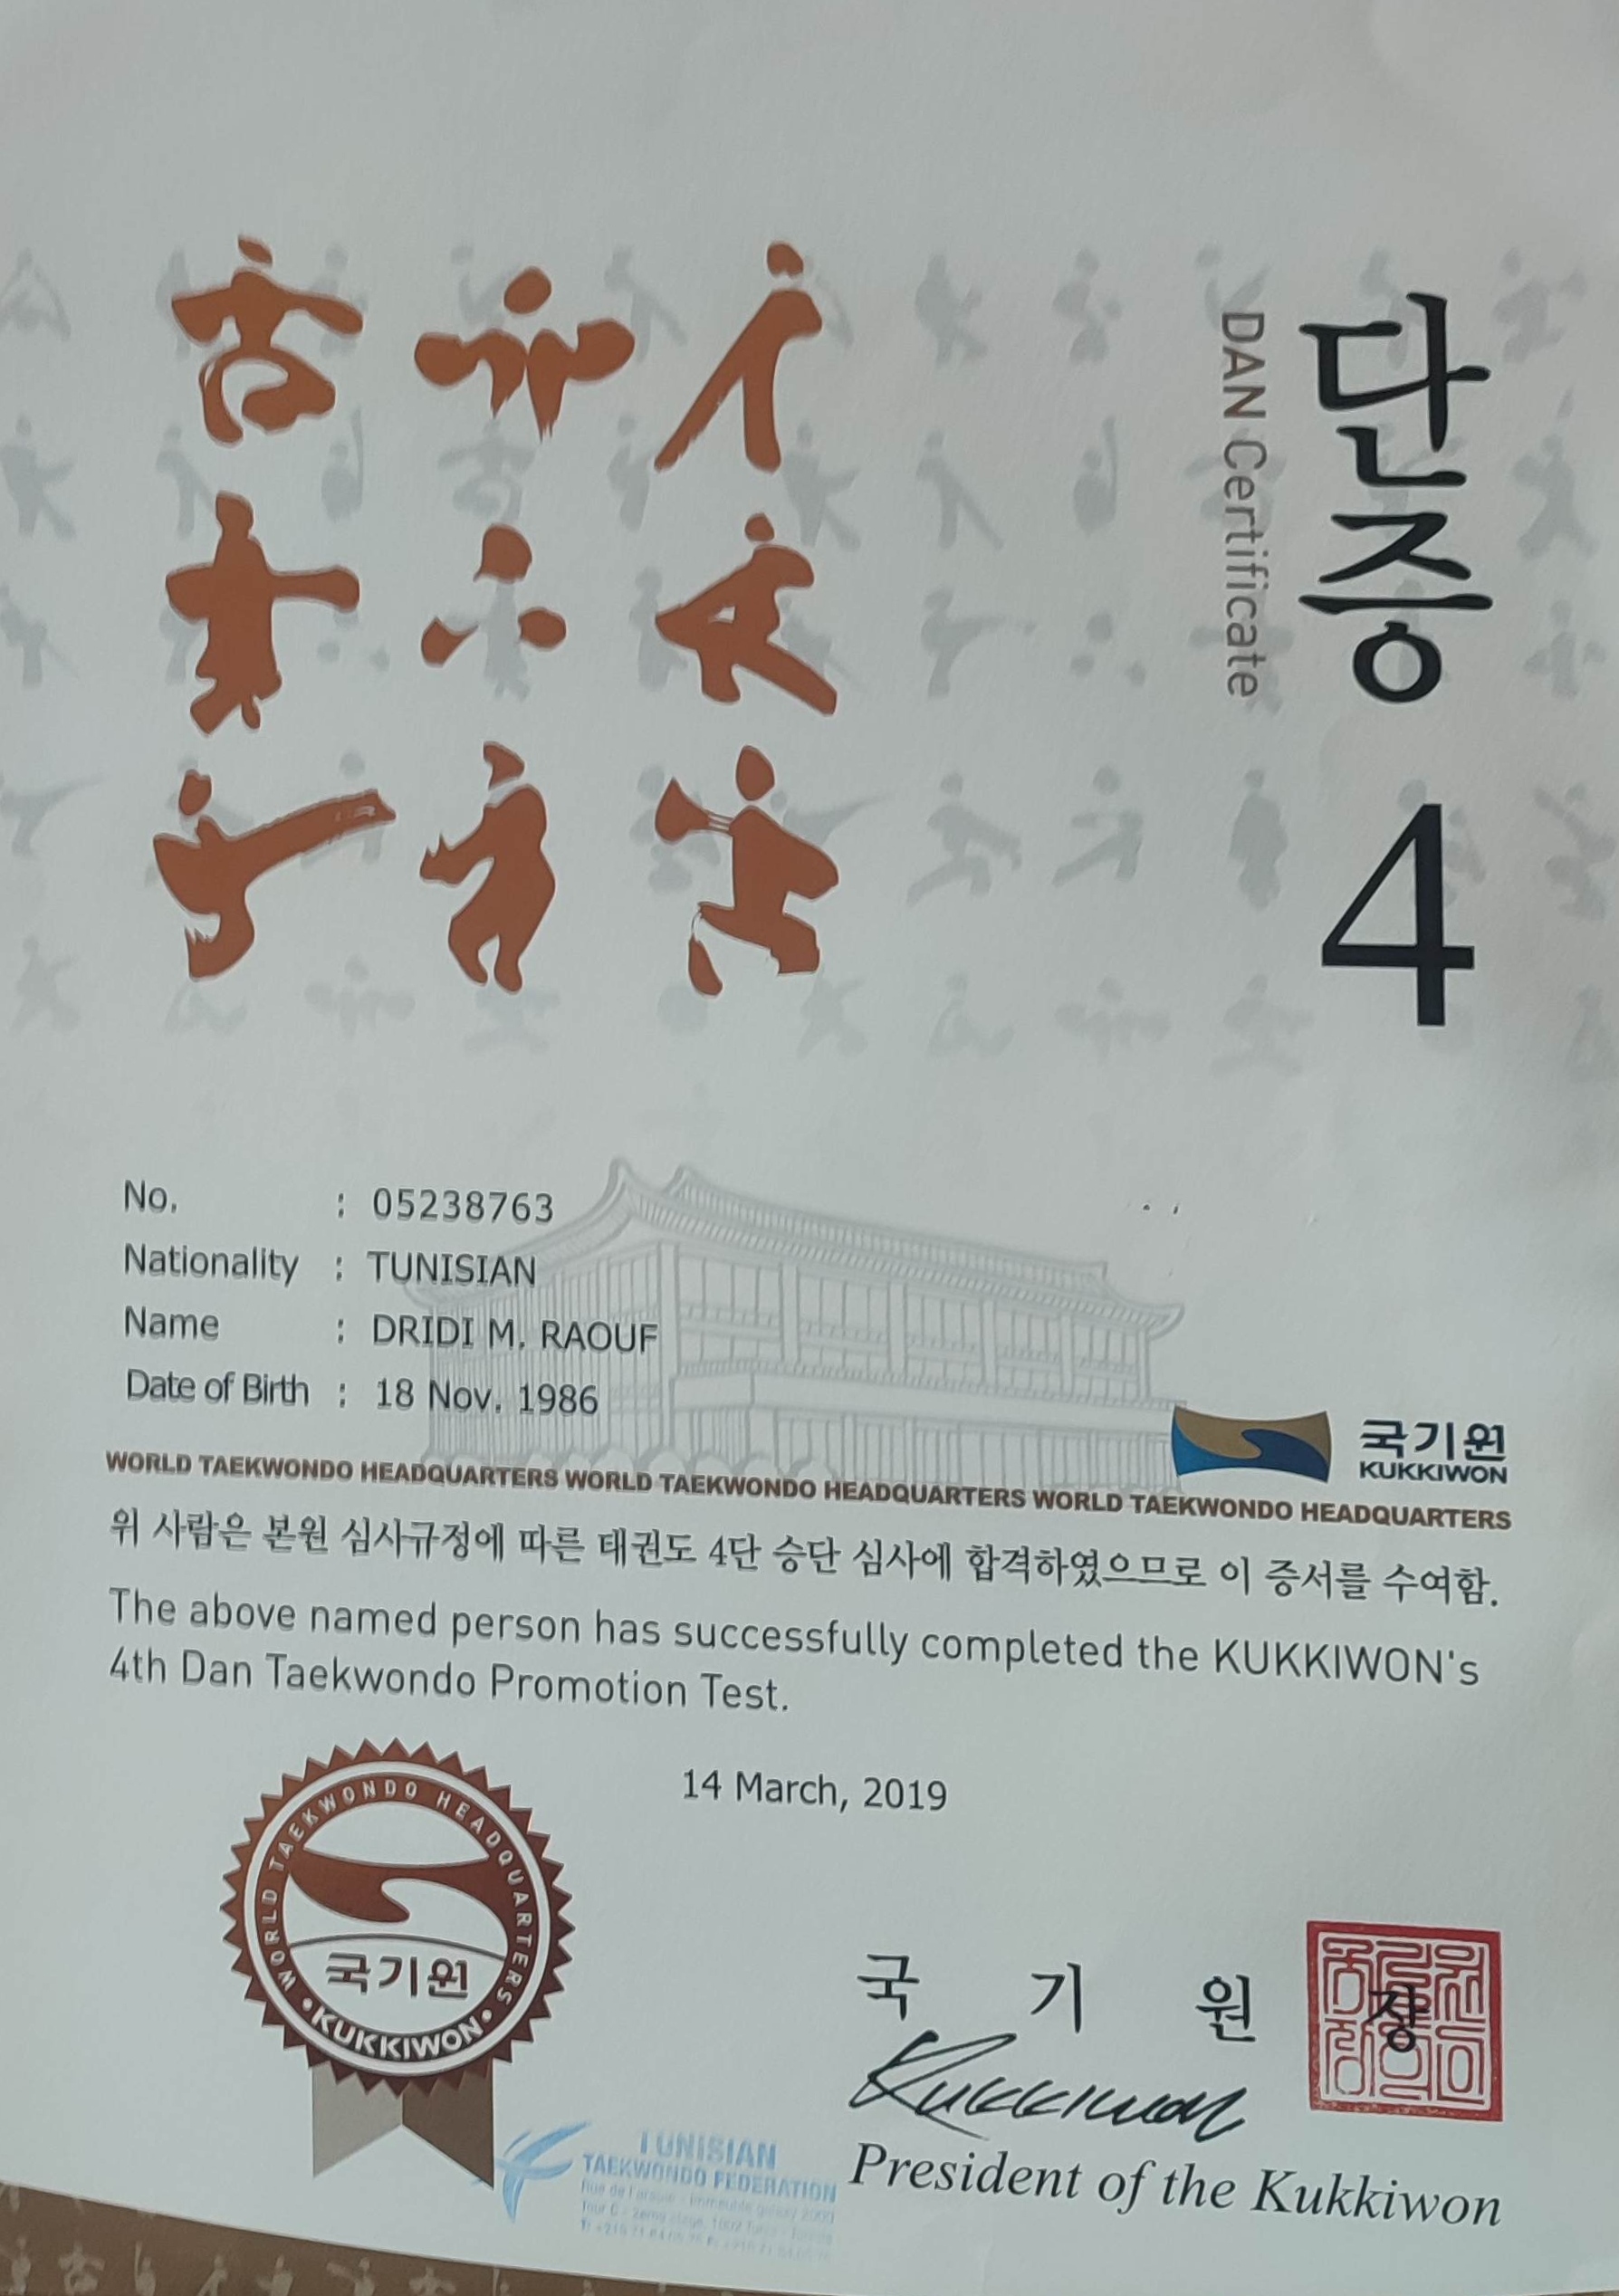 단증 4
DAN Certificate
No. : 05238763
Nationality : TUNISIAN
Name : DRIDI M. RAOUF
Date of Birth : 18 Nov. 1986
국기원
KUKKIWON
WORLD TAEKWONDO HEADQUARTERS WORLD TAEKWONDO HEADQUARTERS WORLD TAEKWONDO HEADQUARTERS
위 사람은 본원 심사규정에 따른 태권도 4단 승단 심사에 합격하였으므로 이 증서를 수여함.
The above named person has successfully completed the KUKKIWON's
4th Dan Taekwondo Promotion Test.
14 March, 2019
WORLD TAEKWONDO HEADQUARTERS
국기원
KUKKIWON
국 기 원 장
Kukkiwon
President of the Kukkiwon
TUNISIAN
TAEKWONDO FEDERATION